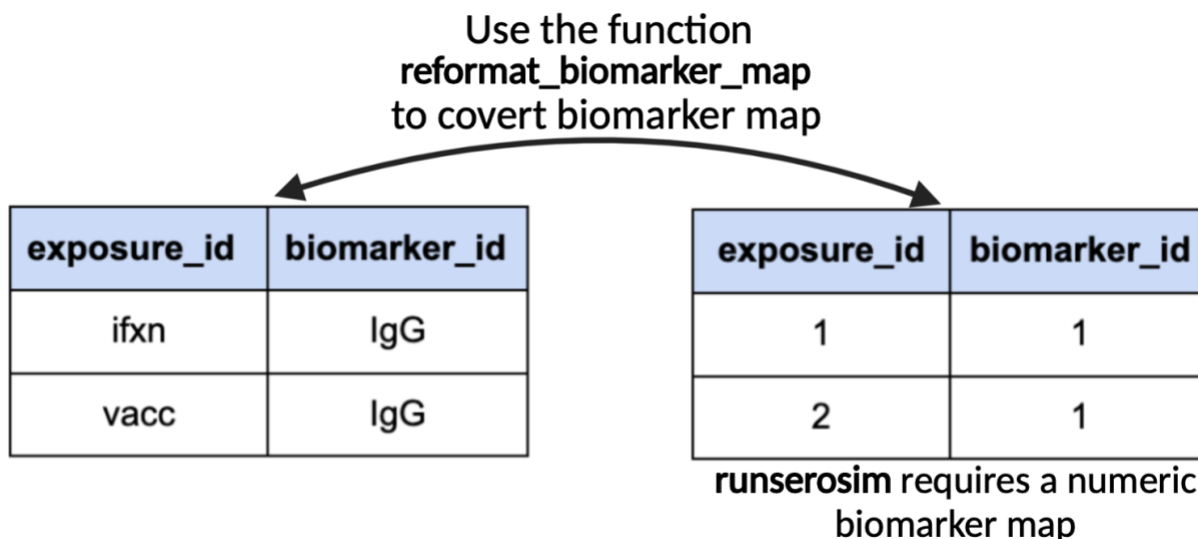 Use the function
reformat_biomarker_map
to covert biomarker map
exposure_id biomarker_id
ifxn IgG
vacc IgG
exposure_id biomarker_id
1 1
2 1
runserosim requires a numeric
biomarker map